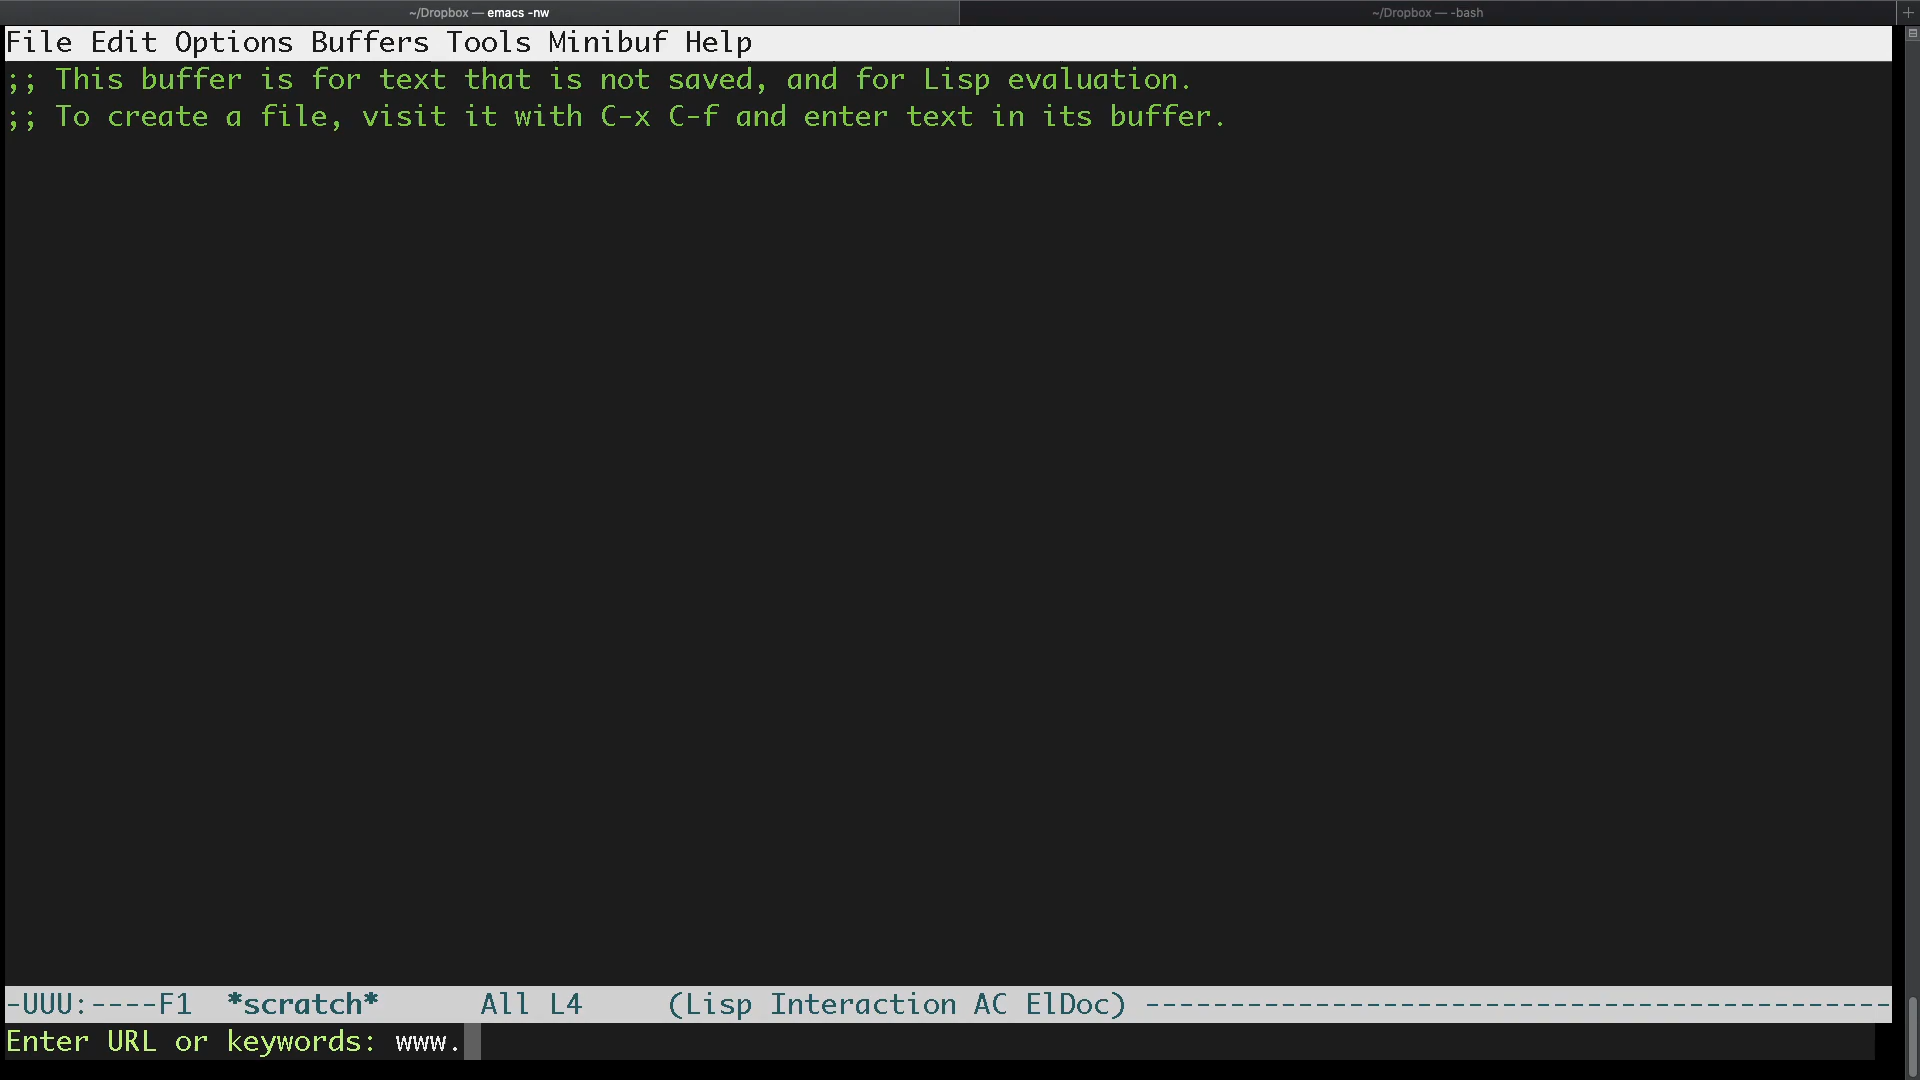 ~/Dropbox — emacs -nw
~/Dropbox — -bash
+
File Edit Options Buffers Tools Minibuf Help
;; This buffer is for text that is not saved, and for Lisp evaluation.
;; To create a file, visit it with C-x C-f and enter text in its buffer.
-UUU:----F1  *scratch*      All L4     (Lisp Interaction AC ElDoc) --------------------------------------------
Enter URL or keywords: www.